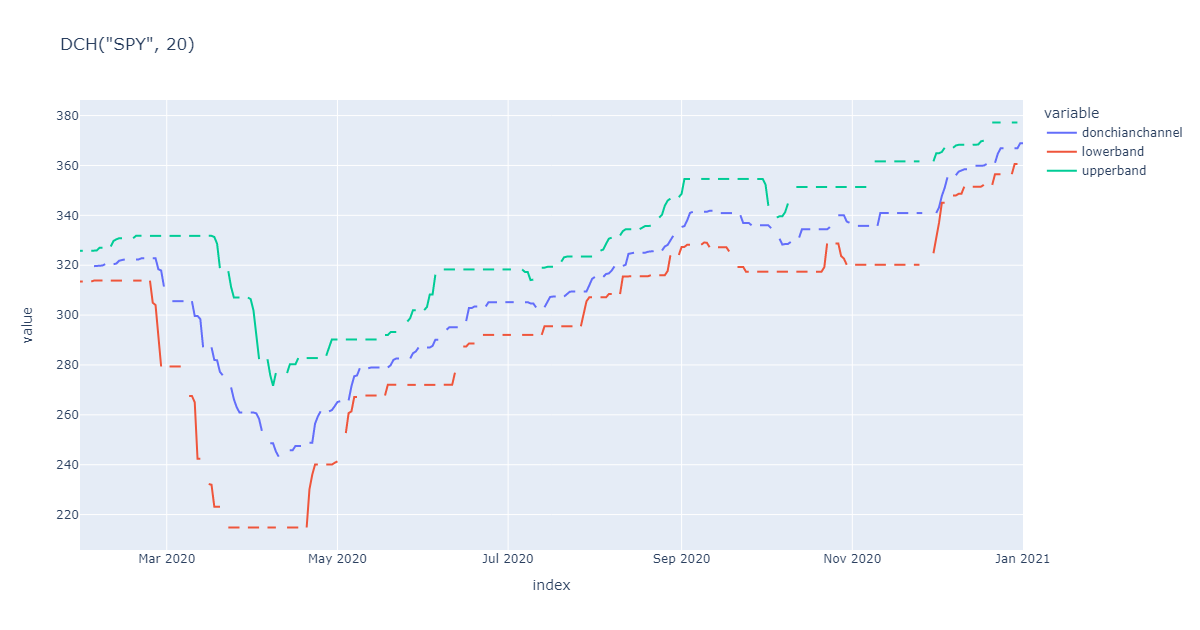 DCH("SPY", 20)
variable
donchianchannel
lowerband
upperband
value
380
360
340
320
300
280
260
240
220
Mar 2020
May 2020
Jul 2020
Sep 2020
Nov 2020
Jan 2021
index